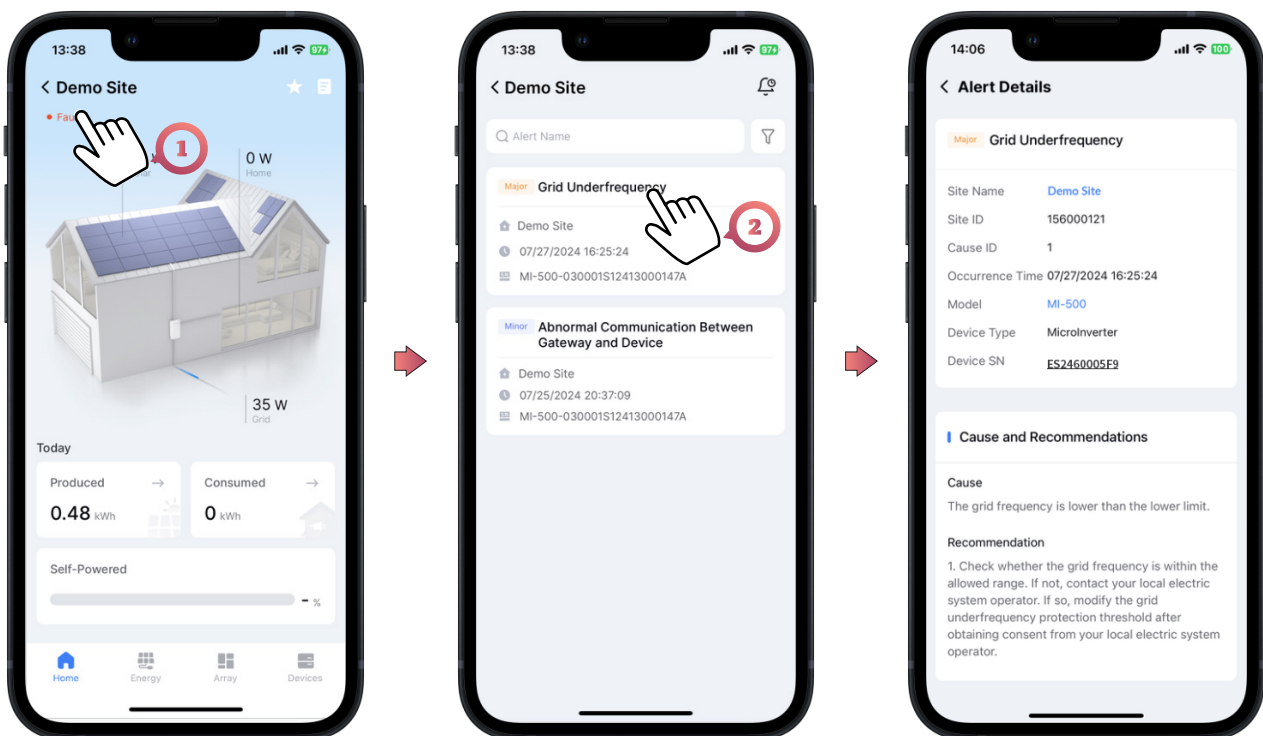 13:38
97
Demo Site
1
0 W
Home
35 W
Grid
Today
Produced
Consumed
0.48 kWh
0 kWh
Self-Powered
- %
Home
Energy
Array
Devices
13:38
97
Demo Site
Alert Name
Major Grid Underfrequency
2
Demo Site
07/27/2024 16:25:24
MI-500-030001S12413000147A
Minor Abnormal Communication Between
Gateway and Device
Demo Site
07/25/2024 20:37:09
MI-500-030001S12413000147A
14:06
100
Alert Details
Major Grid Underfrequency
Site Name Demo Site
Site ID 156000121
Cause ID 1
Occurrence Time 07/27/2024 16:25:24
Model MI-500
Device Type MicroInverter
Device SN ES2460005F9
Cause and Recommendations
Cause
The grid frequency is lower than the lower limit.
Recommendation
1. Check whether the grid frequency is within the
allowed range. If not, contact your local electric
system operator. If so, modify the grid
underfrequency protection threshold after
obtaining consent from your local electric system
operator.